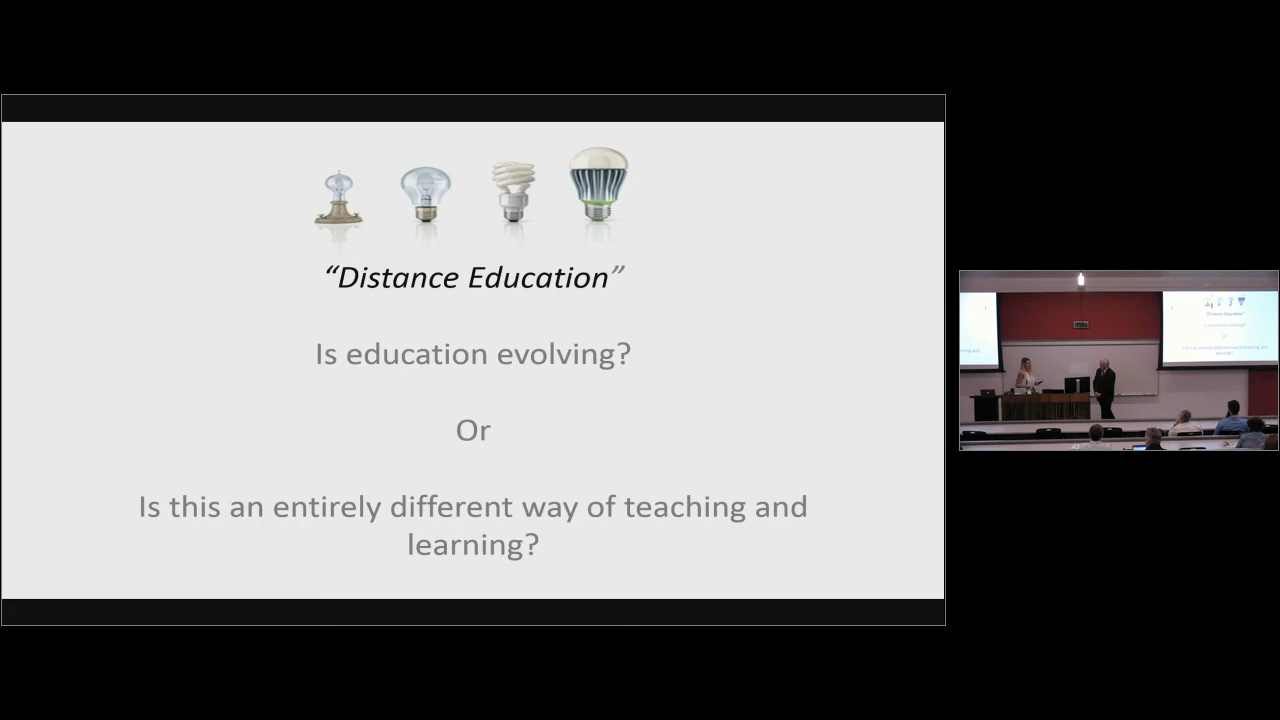 “Distance Education”
Is education evolving?
Or
Is this an entirely different way of teaching and
learning?